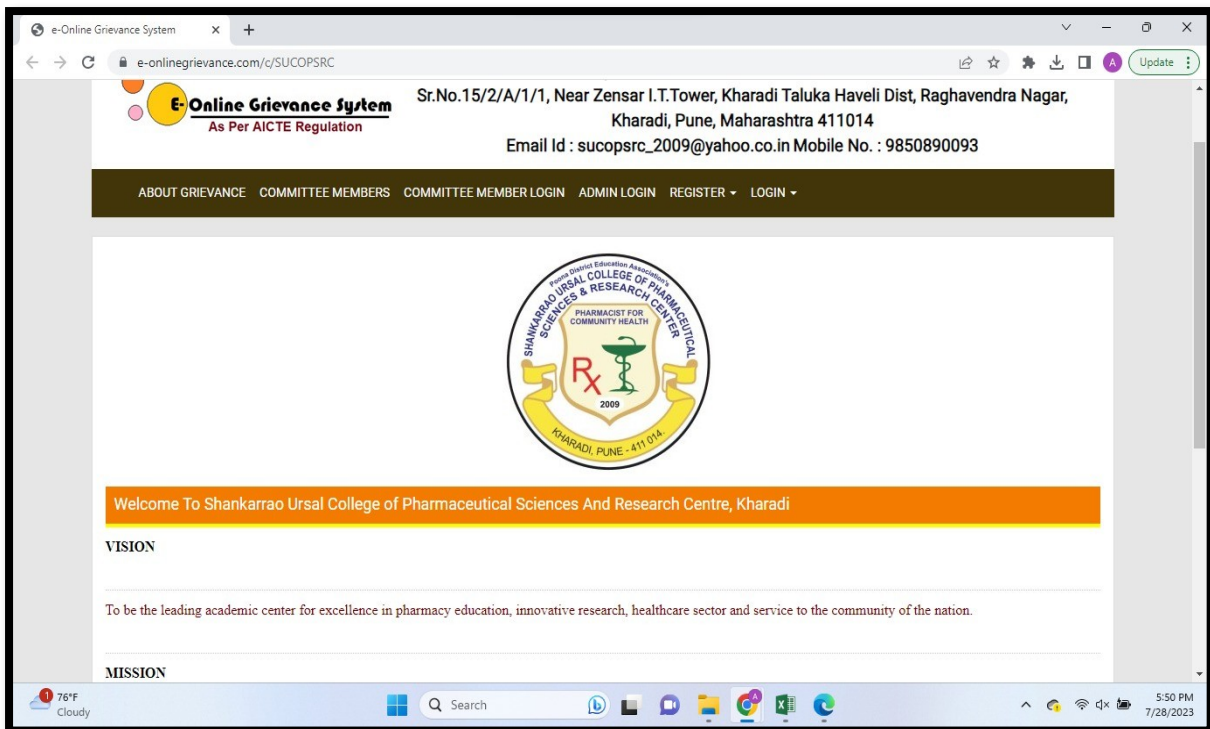 e-Online Grievance System
e-onlinegrievance.com/c/SUCOPSRC
A
Update
E-Online Grievance System
As Per AICTE Regulation
Sr.No.15/2/A/1/1, Near Zensar I.T.Tower, Kharadi Taluka Haveli Dist, Raghavendra Nagar,
Kharadi, Pune, Maharashtra 411014
Email Id : sucopsrc_2009@yahoo.co.in Mobile No. : 9850890093
ABOUT GRIEVANCE COMMITTEE MEMBERS COMMITTEE MEMBER LOGIN ADMIN LOGIN REGISTER LOGIN
Poona District Education Association's
SHANKARRAO URSAL COLLEGE OF PHARMACEUTICAL
SCIENCES & RESEARCH CENTER
PHARMACIST FOR
COMMUNITY HEALTH
Rx
2009
KHARADI, PUNE - 411 014.
Welcome To Shankarrao Ursal College of Pharmaceutical Sciences And Research Centre, Kharadi
VISION
To be the leading academic center for excellence in pharmacy education, innovative research, healthcare sector and service to the community of the nation.
MISSION
1
76°F
Cloudy
Search
5:50 PM
7/28/2023